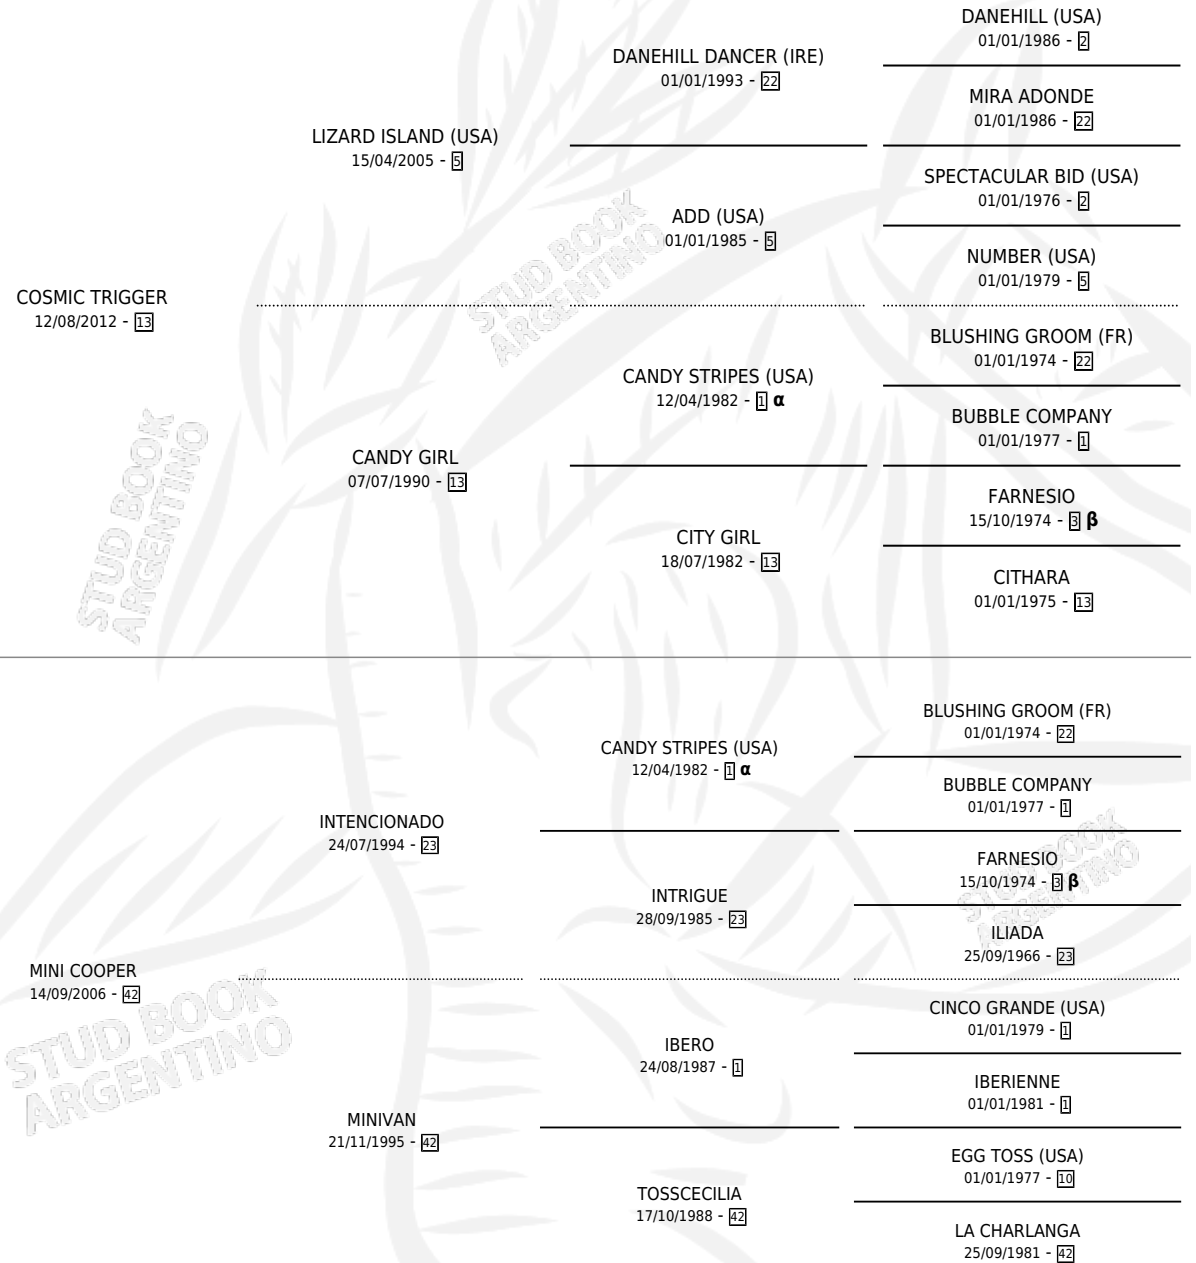 DANEHILL (USA)
01/01/1986 - 2
DANEHILL DANCER (IRE)
01/01/1993 - 22
MIRA ADONDE
01/01/1986 - 22
LIZARD ISLAND (USA)
15/04/2005 - 5
SPECTACULAR BID (USA)
01/01/1976 - 2
ADD (USA)
01/01/1985 - 5
NUMBER (USA)
01/01/1979 - 5
STUD BOOK
ARGENTINO
COSMIC TRIGGER
12/08/2012 - 13
BLUSHING GROOM (FR)
01/01/1974 - 22
CANDY STRIPES (USA)
12/04/1982 - 1 α
BUBBLE COMPANY
01/01/1977 - 1
CANDY GIRL
07/07/1990 - 13
FARNESIO
15/10/1974 - 3 β
CITY GIRL
18/07/1982 - 13
CITHARA
01/01/1975 - 13
STUD BOOK
ARGENTINO
BLUSHING GROOM (FR)
01/01/1974 - 22
CANDY STRIPES (USA)
12/04/1982 - 1 α
BUBBLE COMPANY
01/01/1977 - 1
INTENCIONADO
24/07/1994 - 23
FARNESIO
15/10/1974 - 3 β
INTRIGUE
28/09/1985 - 23
ILIADA
25/09/1966 - 23
STUD BOOK
ARGENTINO
MINI COOPER
14/09/2006 - 42
CINCO GRANDE (USA)
01/01/1979 - 1
IBERO
24/08/1987 - 1
IBERIENNE
01/01/1981 - 1
MINIVAN
21/11/1995 - 42
EGG TOSS (USA)
01/01/1977 - 10
TOSSCECILIA
17/10/1988 - 42
LA CHARLANGA
25/09/1981 - 42
STUD BOOK
ARGENTINO